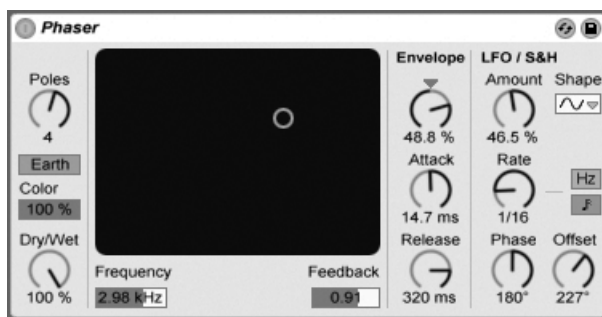 Phaser
Poles
4
Earth
Color
100 %
Dry/Wet
100 %
Frequency
2.98 kHz
Feedback
0.91
Envelope
48.8 %
Attack
14.7 ms
Release
320 ms
LFO / S&H
Amount
46.5 %
Shape
Rate
1/16
Hz
Phase
180°
Offset
227°